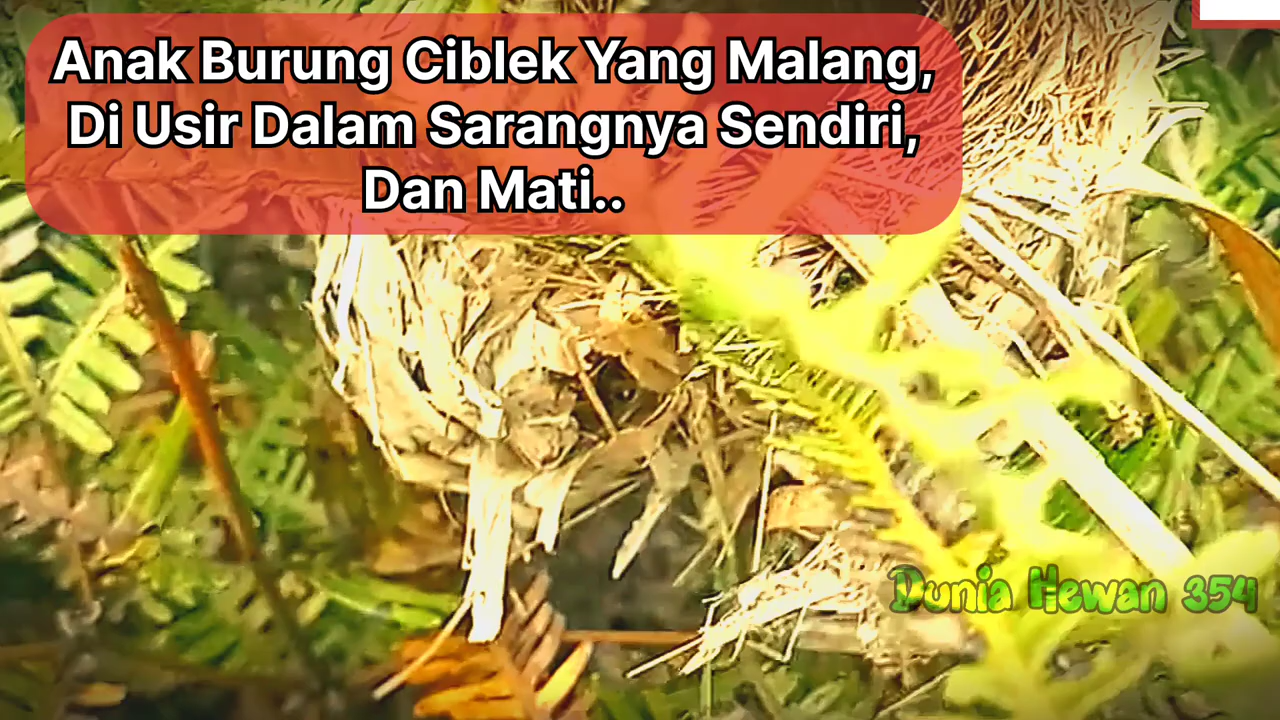 Anak Burung Ciblek Yang Malang,
Di Usir Dalam Sarangnya Sendiri,
Dan Mati..
Dunia Hewan 354